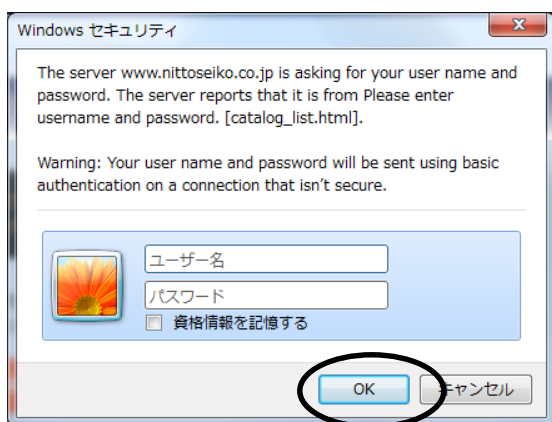 Windows セキュリティ
The server www.nittoseiko.co.jp is asking for your user name and
password. The server reports that it is from Please enter
username and password. [catalog_list.html].
Warning: Your user name and password will be sent using basic
authentication on a connection that isn't secure.
ユーザー名
パスワード
資格情報を記憶する
OK キャンセル